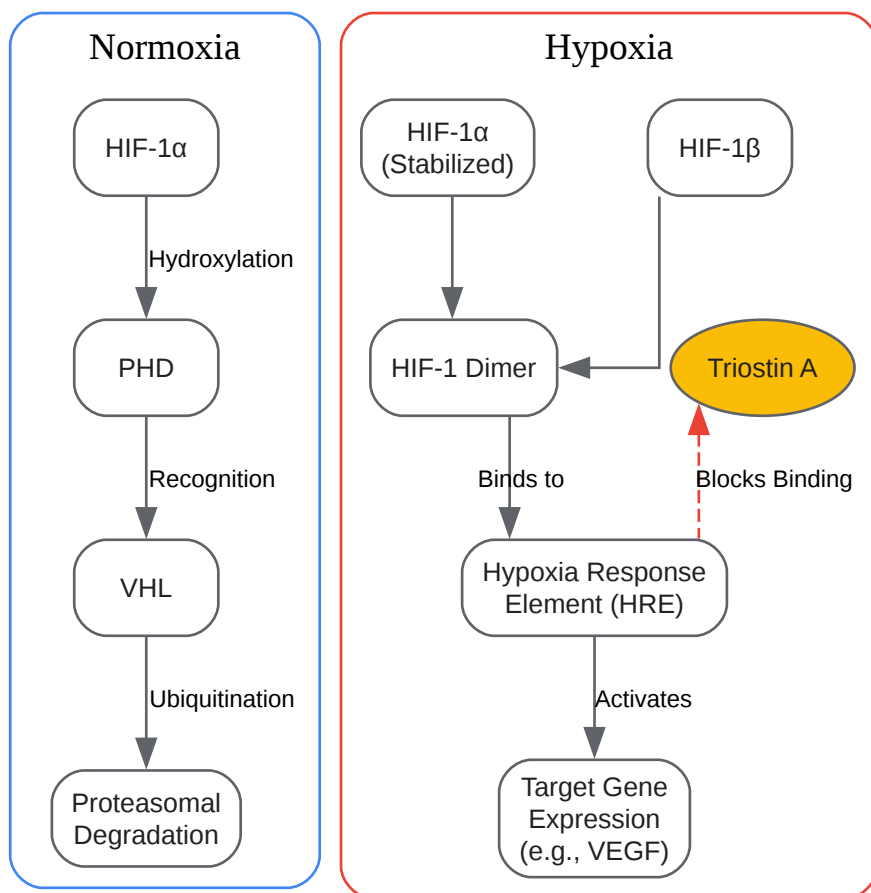 Normoxia
HIF-1α
Hydroxylation
PHD
Recognition
VHL
Ubiquitination
Proteasomal
Degradation
Hypoxia
HIF-1α
(Stabilized)
HIF-1β
HIF-1 Dimer
Triostin A
Binds to
Blocks Binding
Hypoxia Response
Element (HRE)
Activates
Target Gene
Expression
(e.g., VEGF)